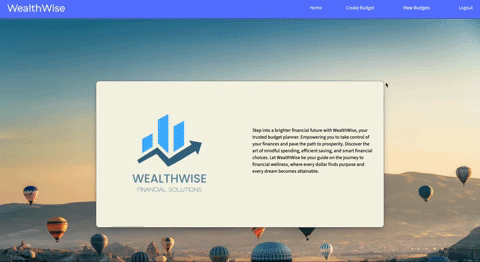 WealthWise
Home
Create Budget
View Budgets
Logout
Step into a brighter financial future with WealthWise, your
trusted budget planner. Empowering you to take control
of your finances and pave the path to prosperity. Discover the
art of mindful spending, efficient saving, and smart financial
choices. Let WealthWise be your guide on the journey to
financial wellness, where every dollar finds purpose and
every dream becomes attainable.
WEALTHWISE
FINANCIAL SOLUTIONS